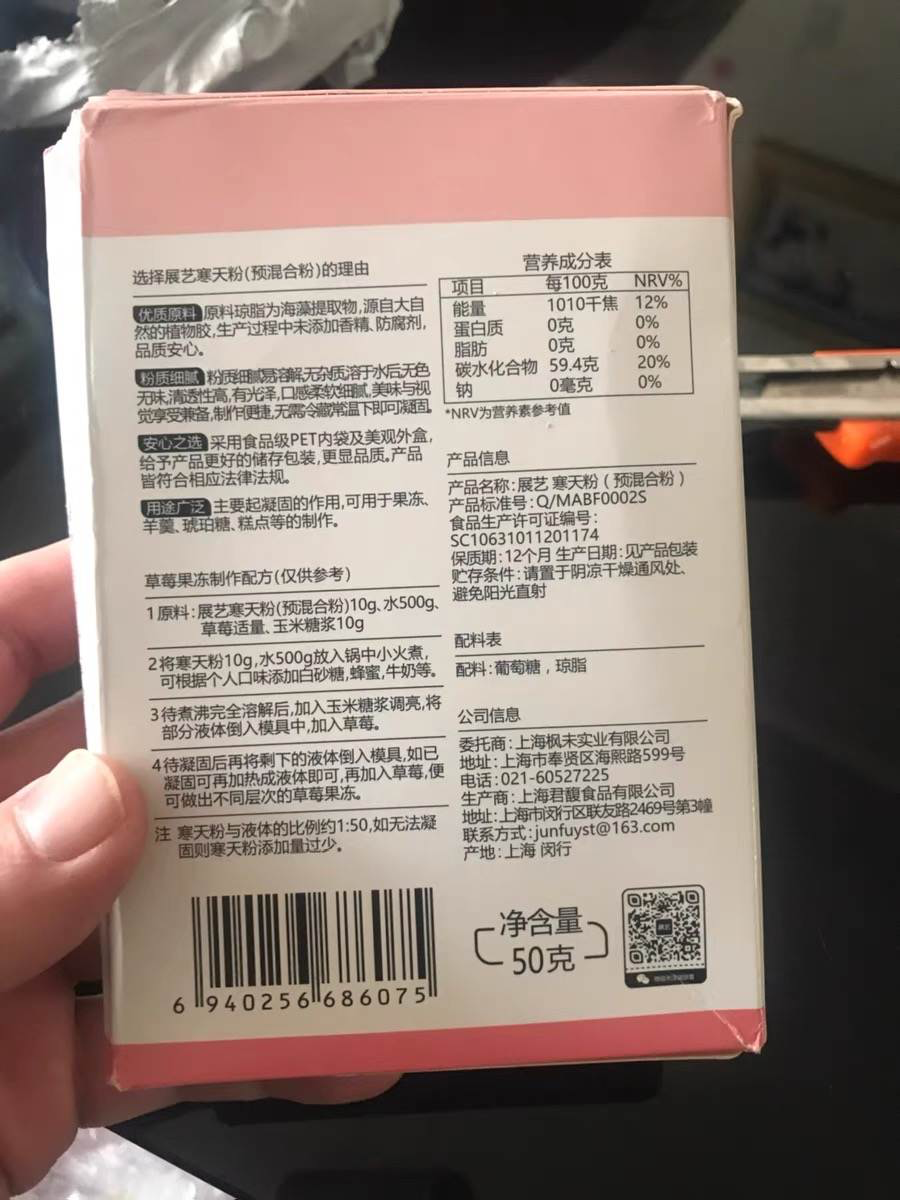 选择展艺寒天粉(预混合粉)的理由
优质原料 原料琼脂为海藻提取物,源自大自
然的植物胶,生产过程中未添加香精、防腐剂,
品质安心。
粉质细腻 粉质细腻易溶解,无杂质溶于水后无色
无味,清透性高,有光泽,口感柔软细腻,美味与视
觉享受兼备,制作便捷,无需冷藏常温下即可凝固。
安心之选 采用食品级PET内袋及美观外盒,
给予产品更好的储存包装,更显品质。产品
皆符合相应法律法规。
用途广泛 主要起凝固的作用,可用于果冻、
羊羹、琥珀糖、糕点等的制作。
草莓果冻制作配方(仅供参考)
1 原料:展艺寒天粉(预混合粉)10g、水500g、
草莓适量、玉米糖浆10g
2 将寒天粉10g,水500g放入锅中小火煮,
可根据个人口味添加白砂糖,蜂蜜,牛奶等。
3 待煮沸完全溶解后,加入玉米糖浆调亮,将
部分液体倒入模具中,加入草莓。
4 待凝固后再将剩下的液体倒入模具,如已
凝固可再加热成液体即可,再加入草莓,便
可做出不同层次的草莓果冻。
注 寒天粉与液体的比例约1:50,如无法凝
固则寒天粉添加量过少。
6 940256 686075
营养成分表
项目 每100克 NRV%
能量 1010千焦 12%
蛋白质 0克 0%
脂肪 0克 0%
碳水化合物 59.4克 20%
钠 0毫克 0%
*NRV为营养素参考值
产品信息
产品名称:展艺 寒天粉(预混合粉)
产品标准号:Q/MABF0002S
食品生产许可证编号:
SC10631011201174
保质期:12个月 生产日期:见产品包装
贮存条件:请置于阴凉干燥通风处、
避免阳光直射
配料表
配料:葡萄糖,琼脂
公司信息
委托商:上海枫未实业有限公司
地址:上海市奉贤区海熙路599号
电话:021-60527225
生产商:上海君馥食品有限公司
地址:上海市闵行区联友路2469号第3幢
联系方式:junfuyst@163.com
产地:上海 闵行
净含量
50克